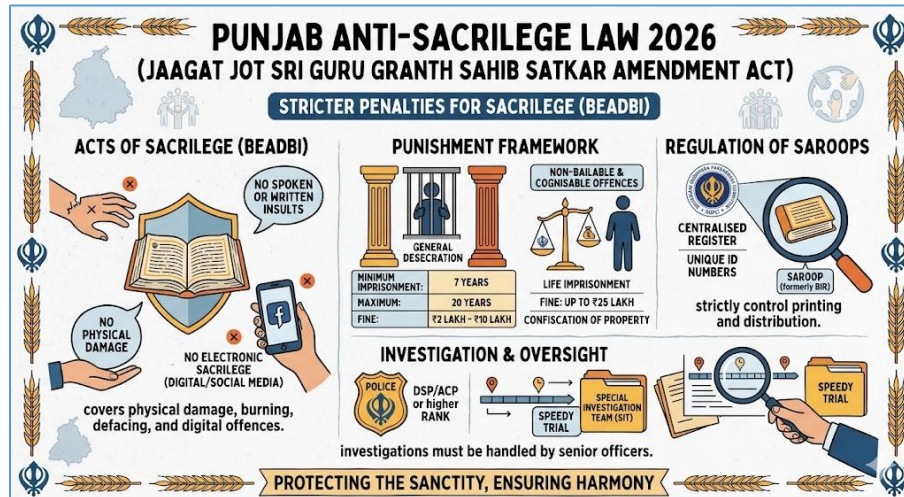 PUNJAB ANTI-SACRILEGE LAW 2026
(JAAGAT JOT SRI GURU GRANTH SAHIB SATKAR AMENDMENT ACT)
STRICTER PENALTIES FOR SACRILEGE (BEADBI)
ACTS OF SACRILEGE (BEADBI)
NO SPOKEN
OR WRITTEN
INSULTS
NO
PHYSICAL
DAMAGE
NO ELECTRONIC
SACRILEGE
(DIGITAL/SOCIAL MEDIA)
covers physical damage, burning,
defacing, and digital offences.
PUNISHMENT FRAMEWORK
GENERAL
DESECRATION
MINIMUM
IMPRISONMENT:
7 YEARS
MAXIMUM:
20 YEARS
FINE:
₹2 LAKH - ₹10 LAKH
NON-BAILABLE &
COGNISABLE OFFENCES
LIFE IMPRISONMENT
FINE: UP TO ₹25 LAKH
CONFISCATION OF PROPERTY
REGULATION OF SAROOPS
CENTRALISED
REGISTER
UNIQUE ID
NUMBERS
SAROOP
(formerly BIR)
strictly control printing
and distribution.
INVESTIGATION & OVERSIGHT
POLICE
DSP/ACP
or higher
RANK
SPEEDY
TRIAL
SPECIAL
INVESTIGATION
TEAM (SIT)
SPEEDY
TRIAL
investigations must be handled by senior officers.
PROTECTING THE SANCTITY, ENSURING HARMONY